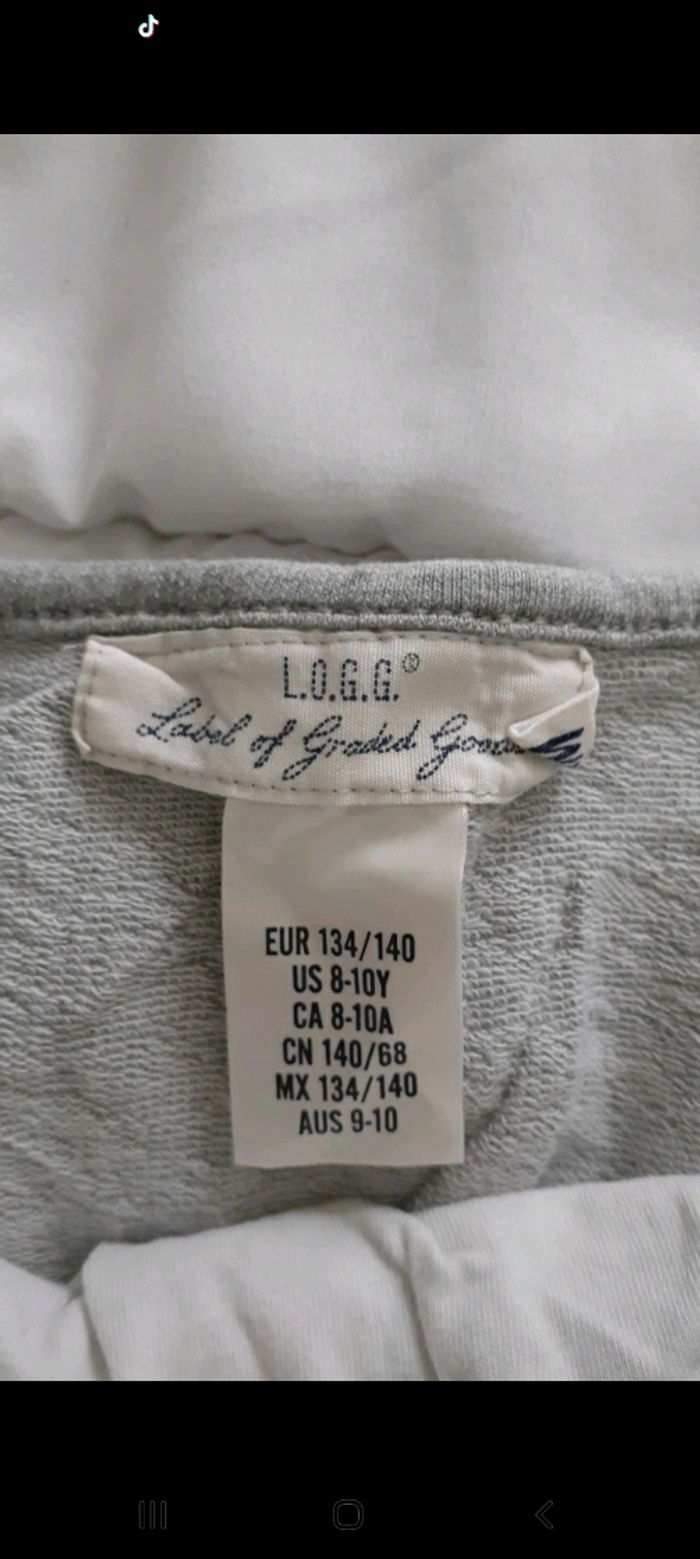 L.O.G.G.®
Label of Graded
EUR 134/140
US 8-10Y
CA 8-10A
CN 140/68
MX 134/140
AUS 9-10